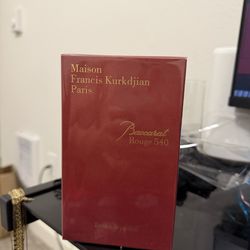 Maison
Francis Kurkdjian
Paris
Baccarat
Rouge 540